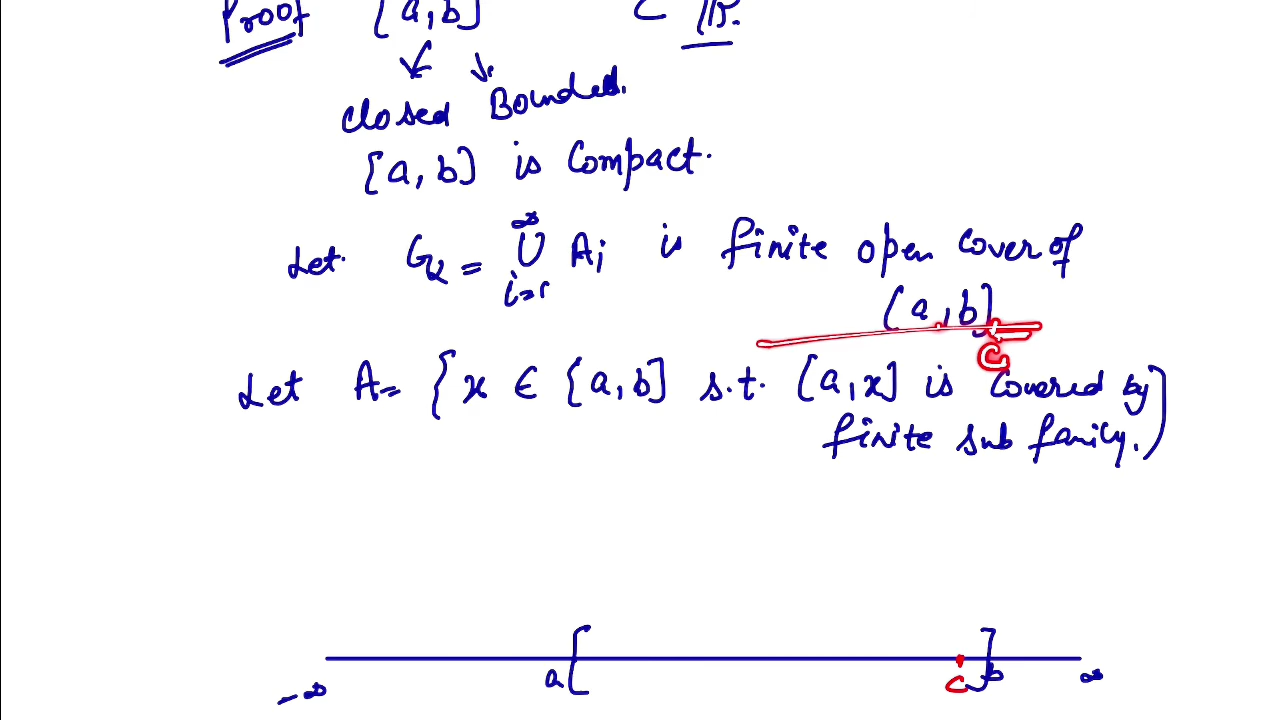 Proof [a,b] ⊂ ℝ.
closed Bounded.
[a, b] is Compact.
Let. Gα = ∞∪i=1 Ai is finite open cover of
[a,b]
C
Let A = {x ∈ [a,b] s.t. [a,x] is covered by
finite sub family.}
-∞ a [ c ] b ∞